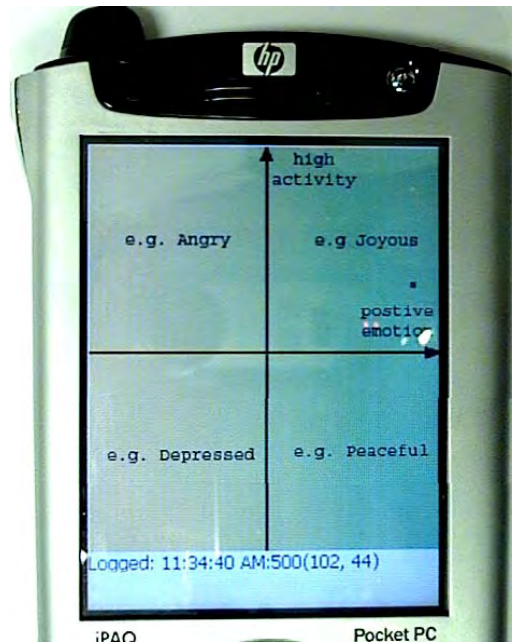 hp
high
activity
e.g. Angry
e.g Joyous
postive
emotion
e.g. Depressed
e.g. Peaceful
Logged: 11:34:40 AM:500(102, 44)
iPAQ
Pocket PC